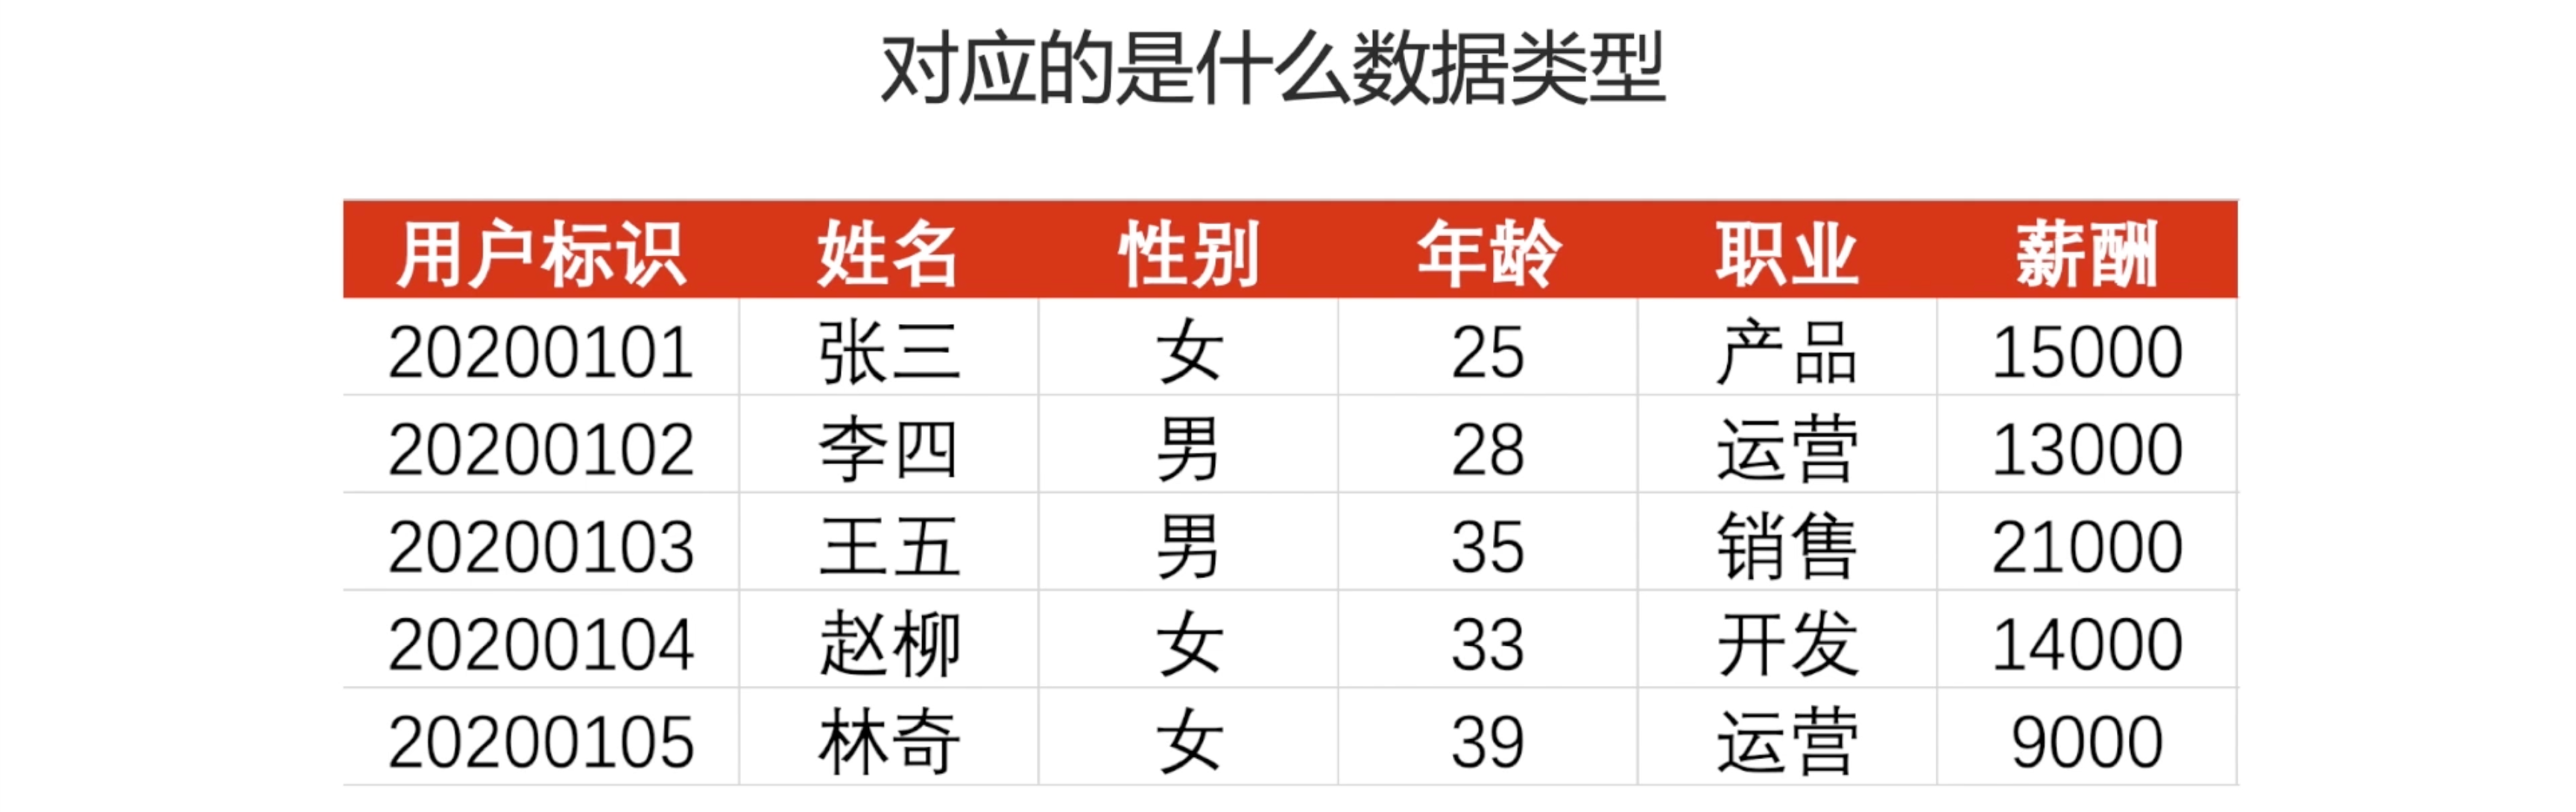 对应的是什么数据类型
用户标识 姓名 性别 年龄 职业 薪酬
20200101 张三 女 25 产品 15000
20200102 李四 男 28 运营 13000
20200103 王五 男 35 销售 21000
20200104 赵柳 女 33 开发 14000
20200105 林奇 女 39 运营 9000